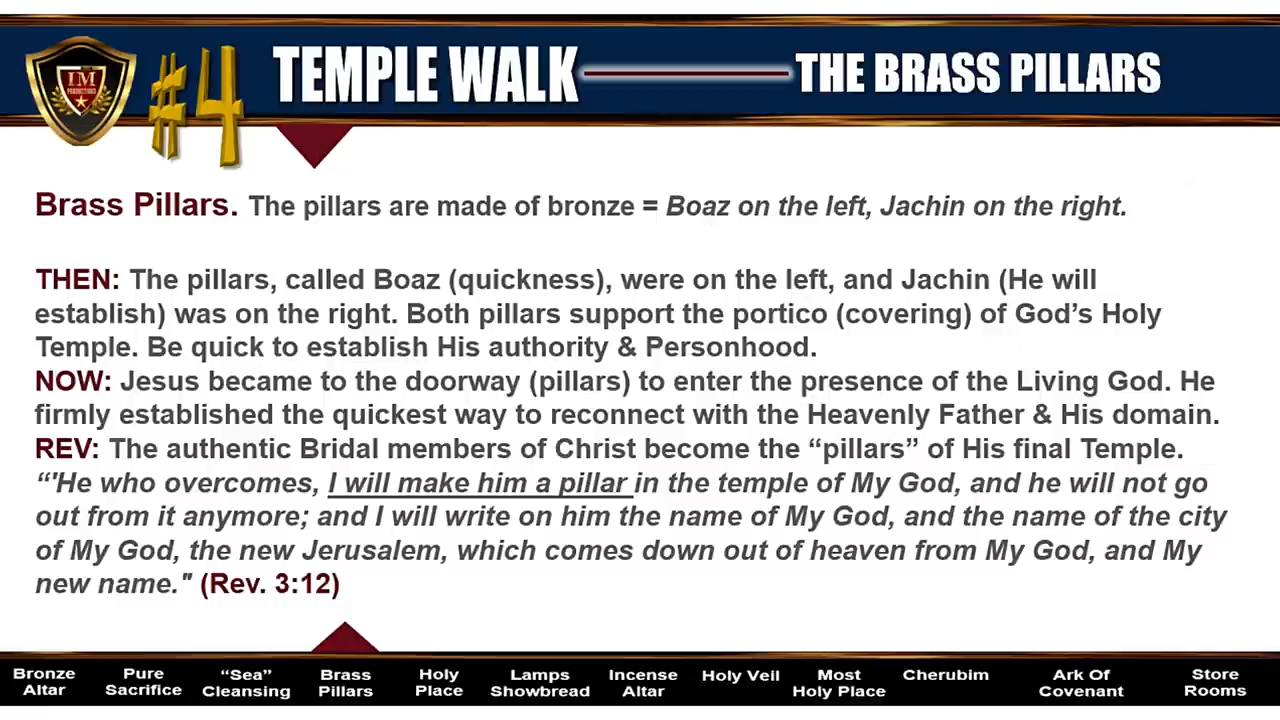 IM
PRODUCTIONS
#4
TEMPLE WALK
THE BRASS PILLARS
Brass Pillars. The pillars are made of bronze = Boaz on the left, Jachin on the right.
THEN: The pillars, called Boaz (quickness), were on the left, and Jachin (He will
establish) was on the right. Both pillars support the portico (covering) of God’s Holy
Temple. Be quick to establish His authority & Personhood.
NOW: Jesus became to the doorway (pillars) to enter the presence of the Living God. He
firmly established the quickest way to reconnect with the Heavenly Father & His domain.
REV: The authentic Bridal members of Christ become the “pillars” of His final Temple.
“'He who overcomes, I will make him a pillar in the temple of My God, and he will not go
out from it anymore; and I will write on him the name of My God, and the name of the city
of My God, the new Jerusalem, which comes down out of heaven from My God, and My
new name." (Rev. 3:12)
Bronze
Altar
Pure
Sacrifice
“Sea”
Cleansing
Brass
Pillars
Holy
Place
Lamps
Showbread
Incense
Altar
Holy Veil
Most
Holy Place
Cherubim
Ark Of
Covenant
Store
Rooms